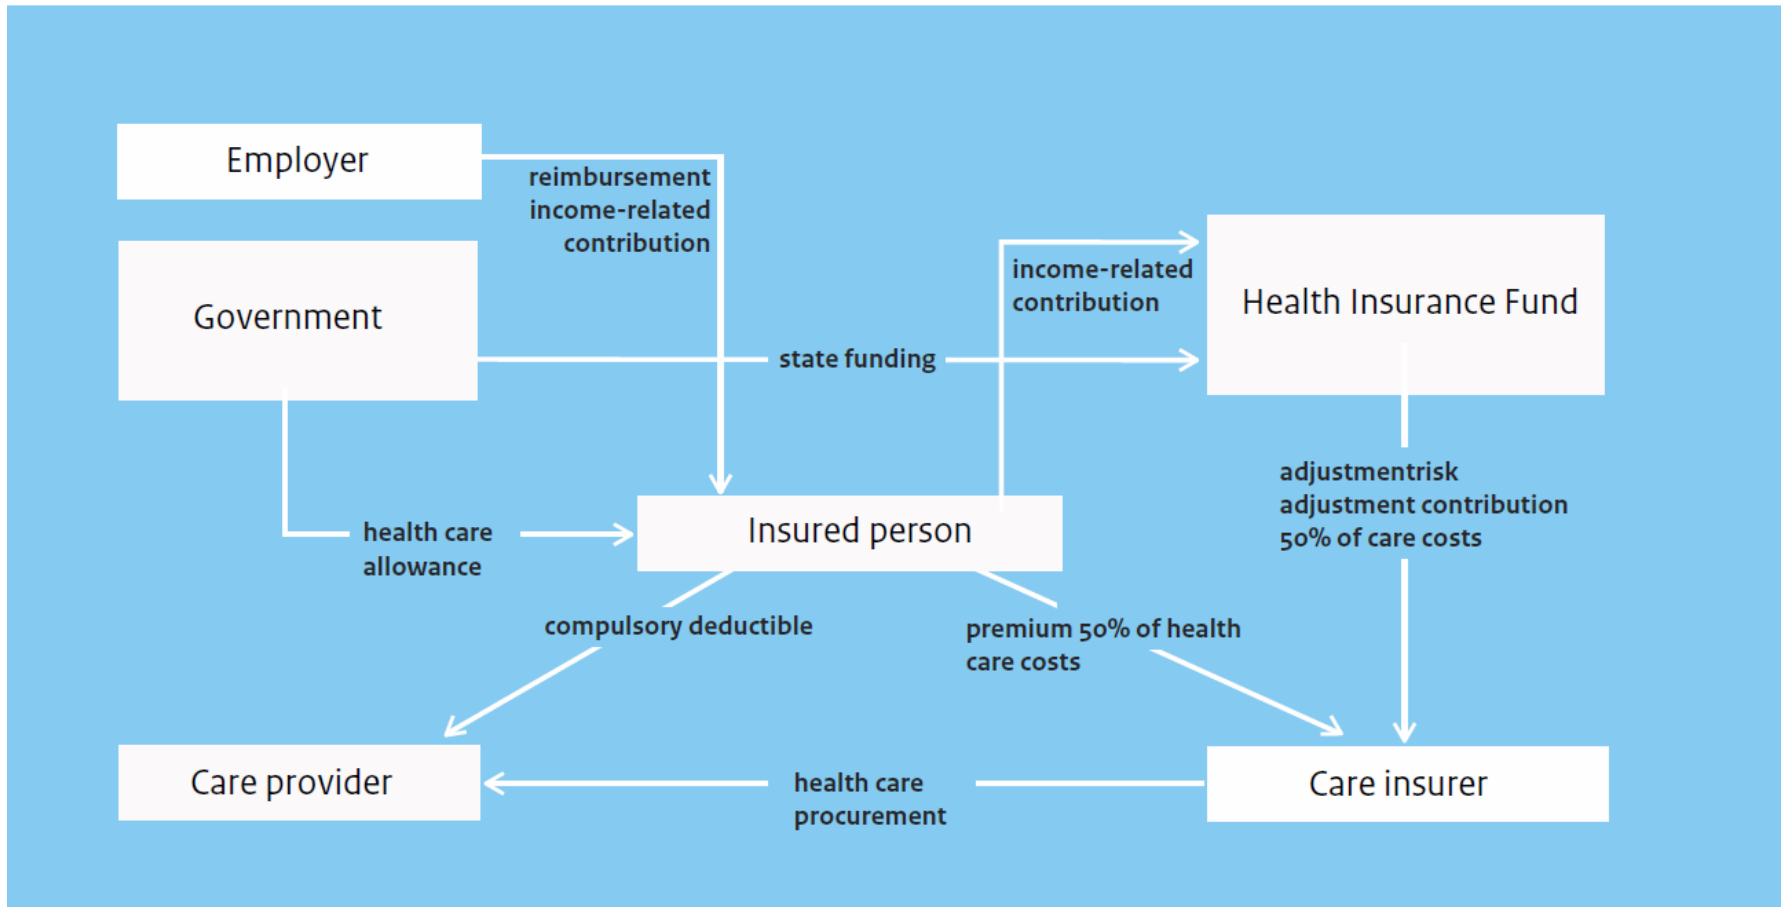 Employer
reimbursement
income-related
contribution
Government
income-related
contribution
Health Insurance Fund
state funding
adjustmentrisk
adjustment contribution
50% of care costs
health care
allowance
Insured person
compulsory deductible
premium 50% of health
care costs
Care provider
health care
procurement
Care insurer